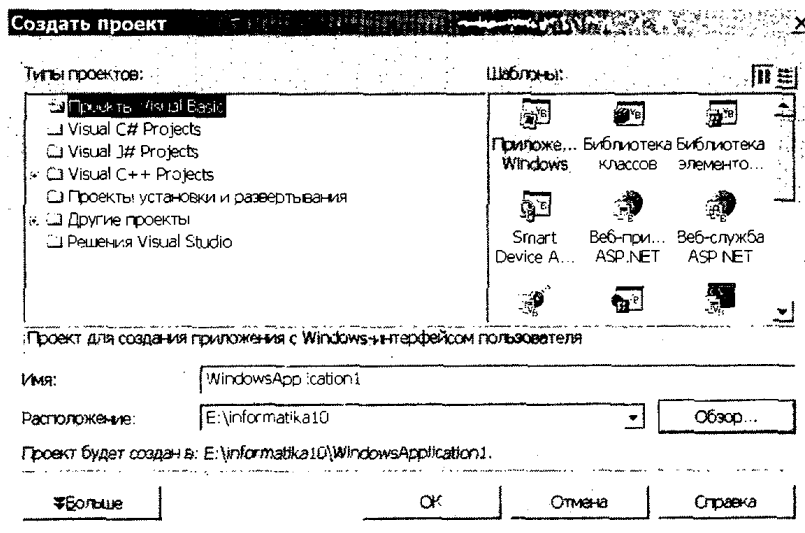 Создать проект
Типы проектов:
Шаблоны:
Проекты Visual Basic
Visual C# Projects
Visual J# Projects
Visual C++ Projects
Проекты установки и развертывания
Другие проекты
Решения Visual Studio
Приложе... Windows
Библиотека классов
Библиотека элементо...
Smart Device A...
Веб-при... ASP.NET
Веб-служба ASP.NET
Проект для создания приложения с Windows-интерфейсом пользователя
Имя:
WindowsApplication1
Расположение:
E:\informatika10
Обзор...
Проект будет создан в: E:\informatika10\WindowsApplication1.
Больше
OK
Отмена
Справка